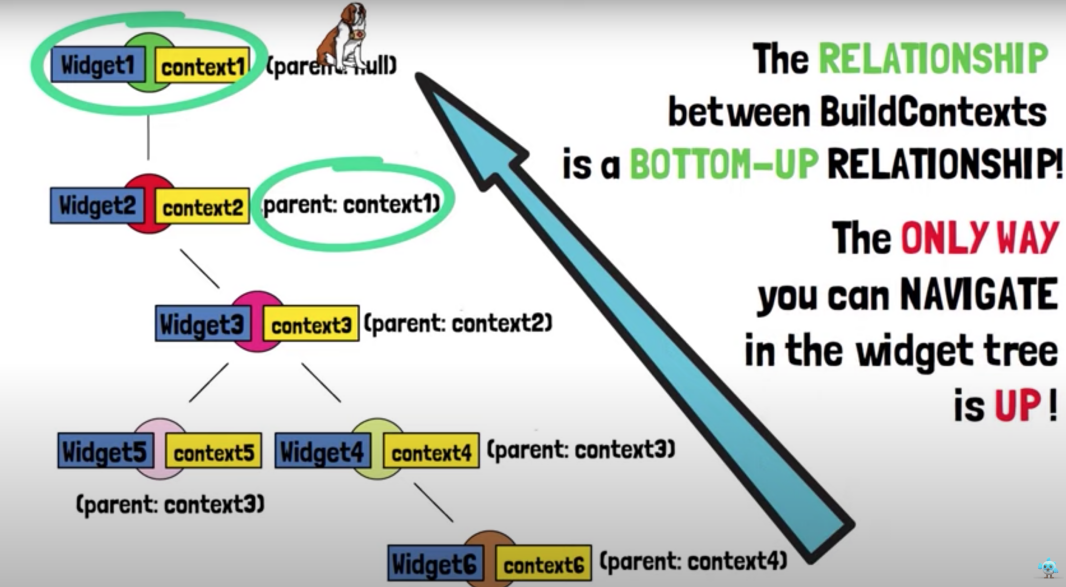 Widget1 context1 (parent: null)
The RELATIONSHIP
between BuildContexts
is a BOTTOM-UP RELATIONSHIP!
Widget2 context2 parent: context1)
The ONLY WAY
you can NAVIGATE
in the widget tree
is UP!
Widget3 context3 (parent: context2)
Widget5 context5
(parent: context3)
Widget4 context4 (parent: context3)
Widget6 context6 (parent: context4)